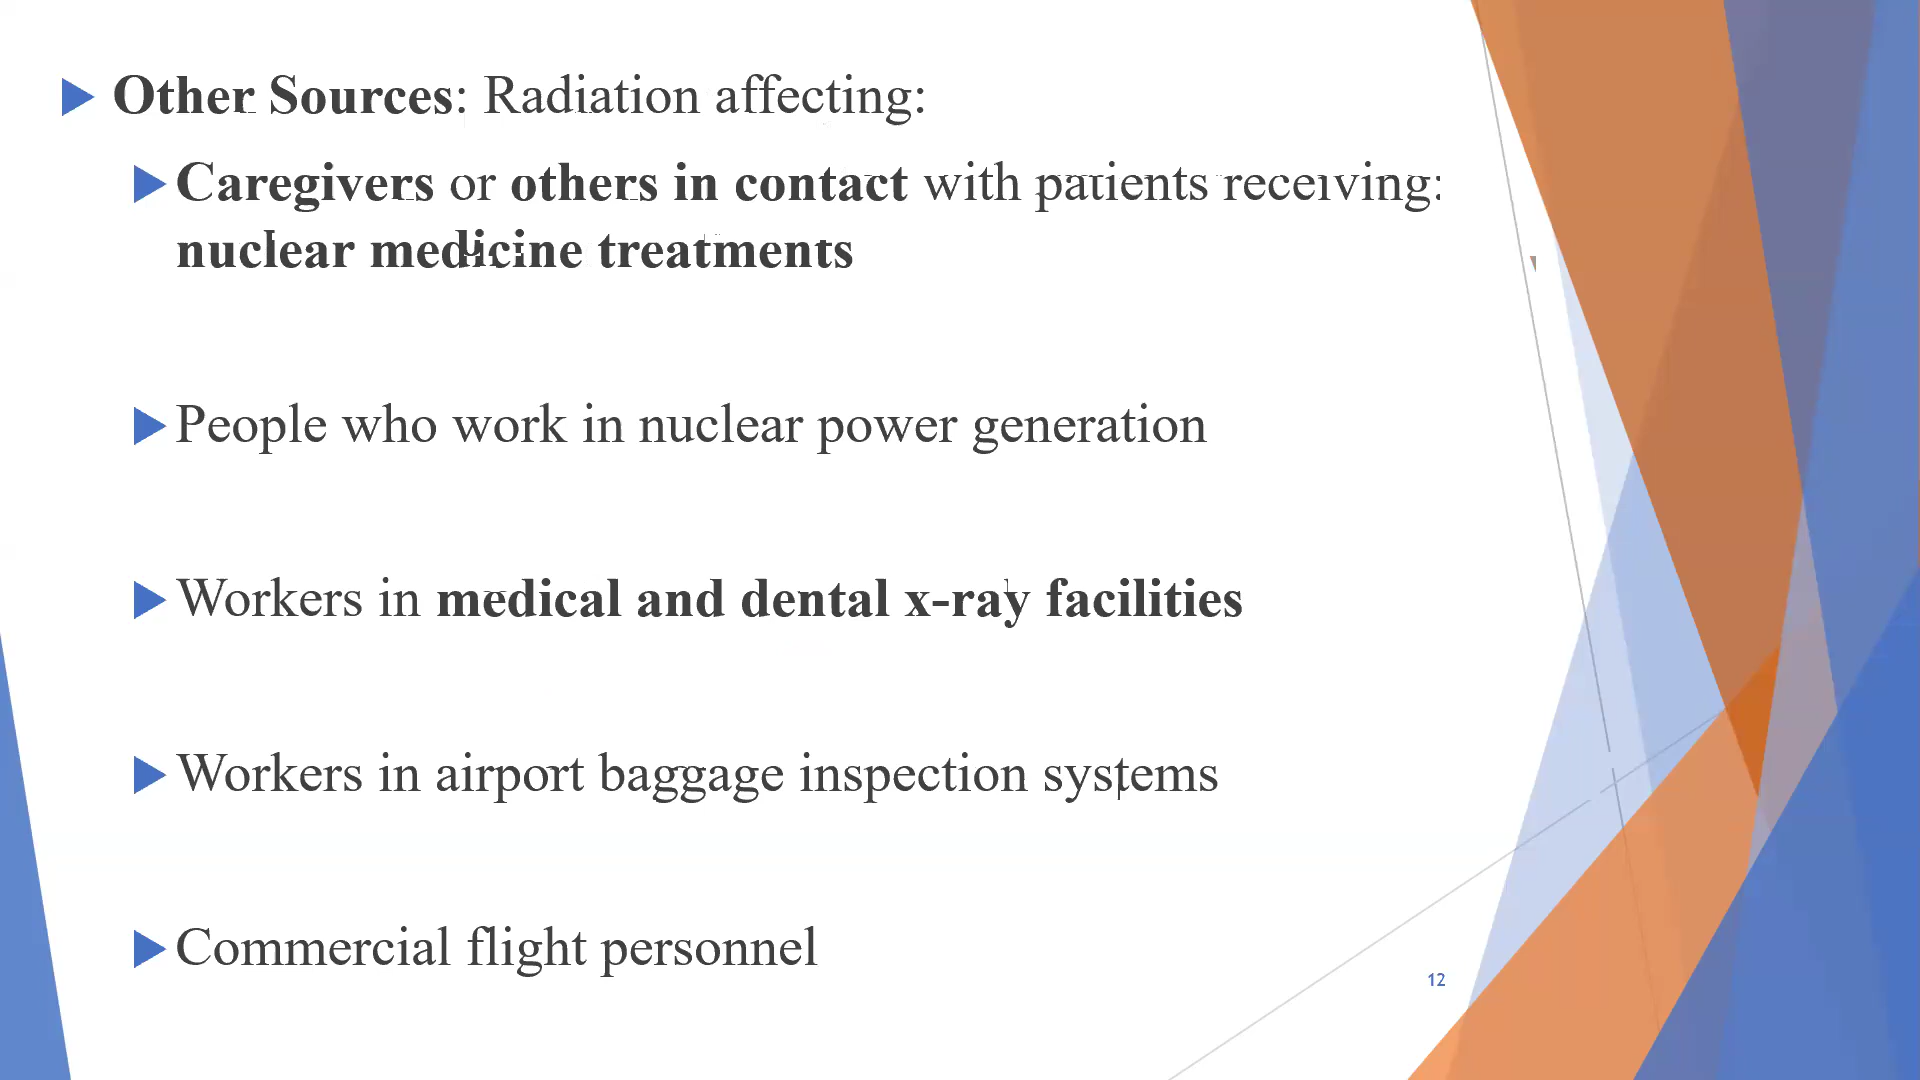 Other Sources: Radiation affecting:
Caregivers or others in contact with patients receiving:
nuclear medicine treatments
People who work in nuclear power generation
Workers in medical and dental x-ray facilities
Workers in airport baggage inspection systems
Commercial flight personnel
12